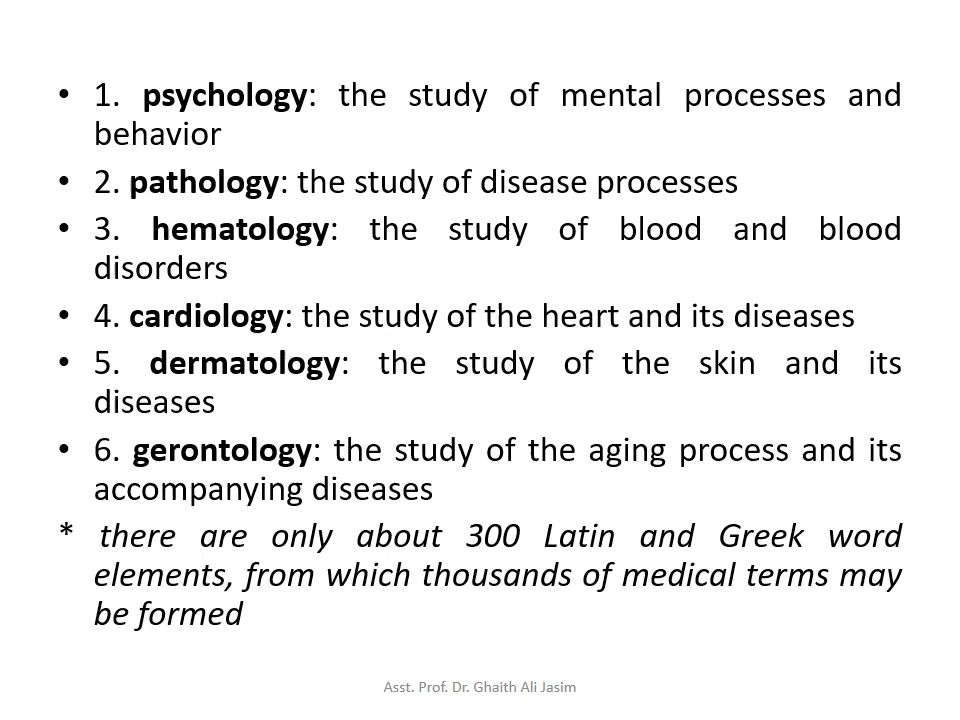 • 1. psychology: the study of mental processes and
behavior
• 2. pathology: the study of disease processes
• 3. hematology: the study of blood and blood
disorders
• 4. cardiology: the study of the heart and its diseases
• 5. dermatology: the study of the skin and its
diseases
• 6. gerontology: the study of the aging process and its
accompanying diseases
* there are only about 300 Latin and Greek word
elements, from which thousands of medical terms may
be formed
Asst. Prof. Dr. Ghaith Ali Jasim